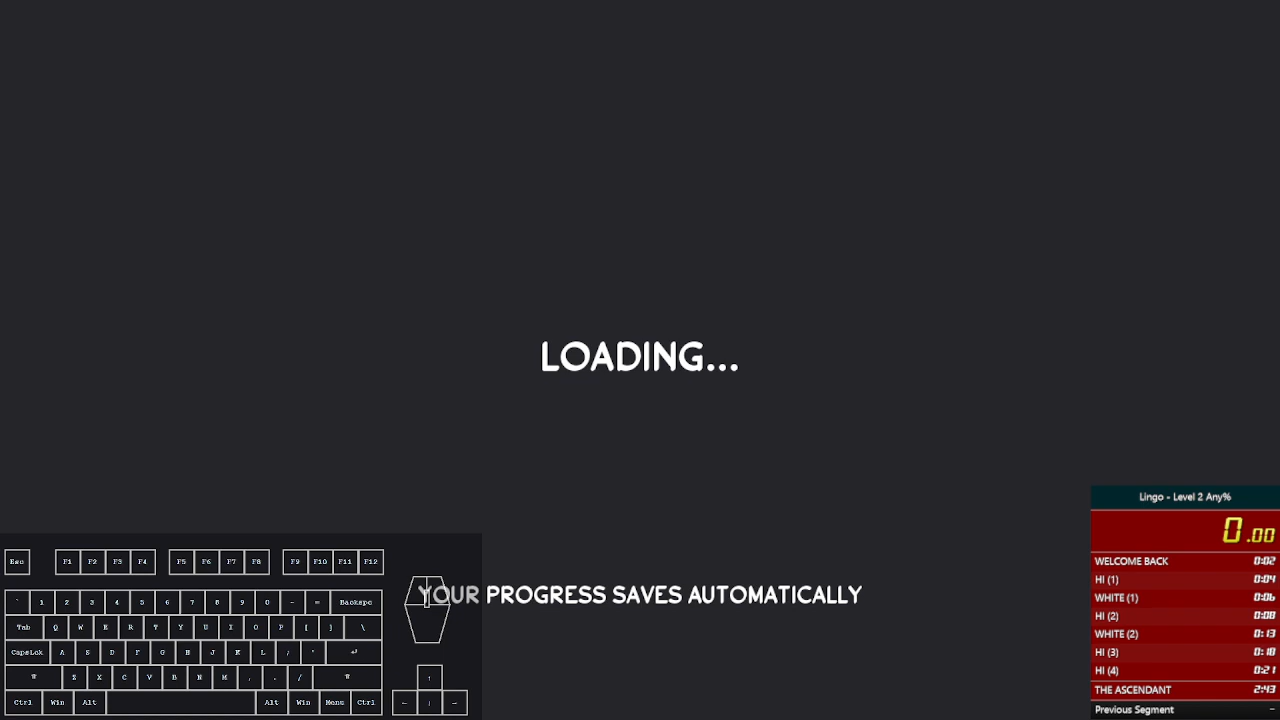 LOADING...
YOUR PROGRESS SAVES AUTOMATICALLY
Lingo - Level 2 Any%
0.00
WELCOME BACK 0:02
HI (1) 0:04
WHITE (1) 0:06
HI (2) 0:08
WHITE (2) 0:13
HI (3) 0:18
HI (4) 0:21
THE ASCENDANT 2:43
Previous Segment -
Esc F1 F2 F3 F4 F5 F6 F7 F8 F9 F10 F11 F12
` 1 2 3 4 5 6 7 8 9 0 - = Backspc
Tab Q W E R T Y U I O P [ ] \
CapsLok A S D F G H J K L ; ' ↵
Z X C V B N M , . /
Ctrl Win Alt Alt Win Menu Ctrl
↑
← ↓ →